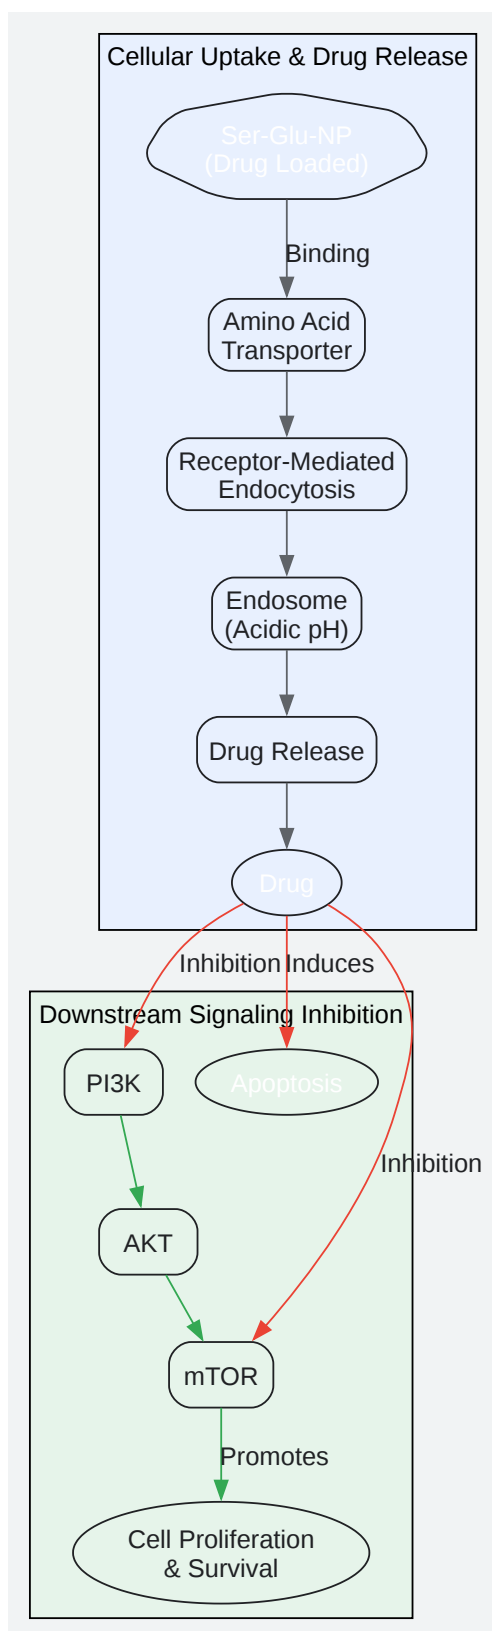 Cellular Uptake & Drug Release
Ser-Glu-NP
(Drug Loaded)
Binding
Amino Acid
Transporter
Receptor-Mediated
Endocytosis
Endosome
(Acidic pH)
Drug Release
Drug
Inhibition
Induces
Downstream Signaling Inhibition
PI3K
Apoptosis
Inhibition
AKT
mTOR
Promotes
Cell Proliferation
& Survival